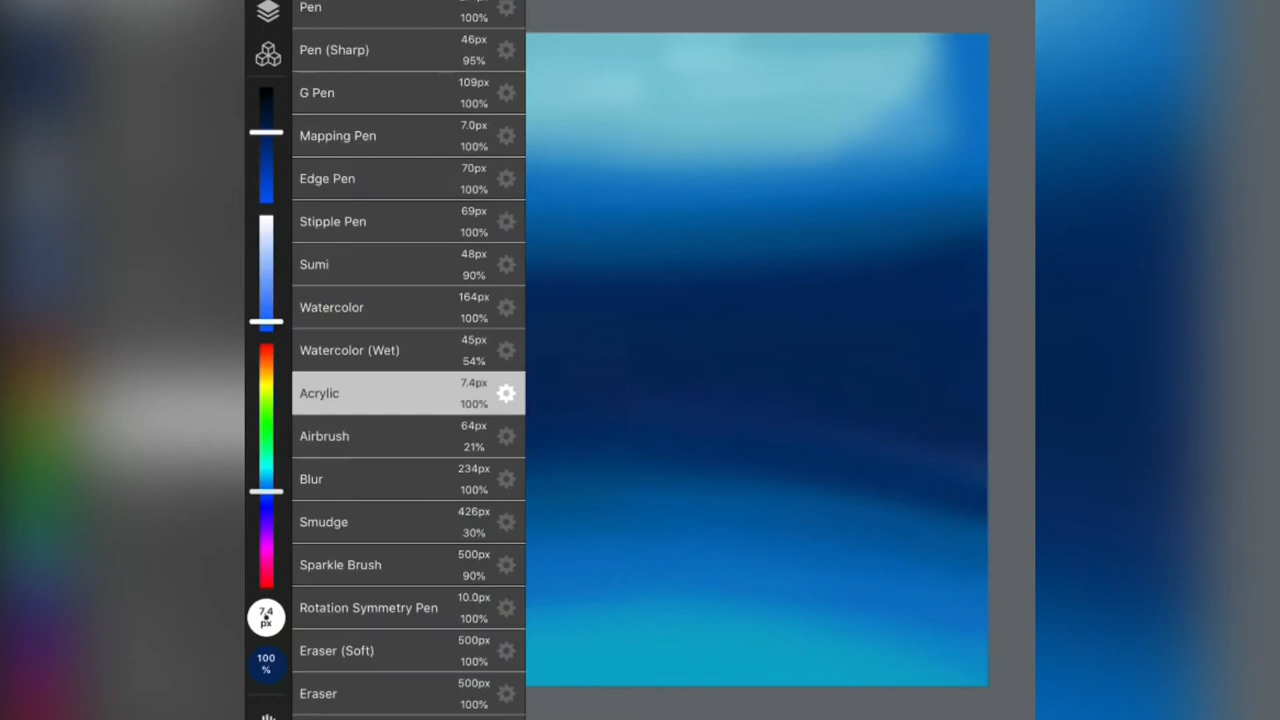 Pen
100%
Pen (Sharp)
46px
95%
G Pen
109px
100%
Mapping Pen
7.0px
100%
Edge Pen
70px
100%
Stipple Pen
69px
100%
Sumi
48px
90%
Watercolor
164px
100%
Watercolor (Wet)
45px
54%
Acrylic
7.4px
100%
Airbrush
64px
21%
Blur
234px
100%
Smudge
426px
30%
Sparkle Brush
500px
90%
Rotation Symmetry Pen
10.0px
100%
Eraser (Soft)
500px
100%
Eraser
500px
100%
7.4
px
100
%